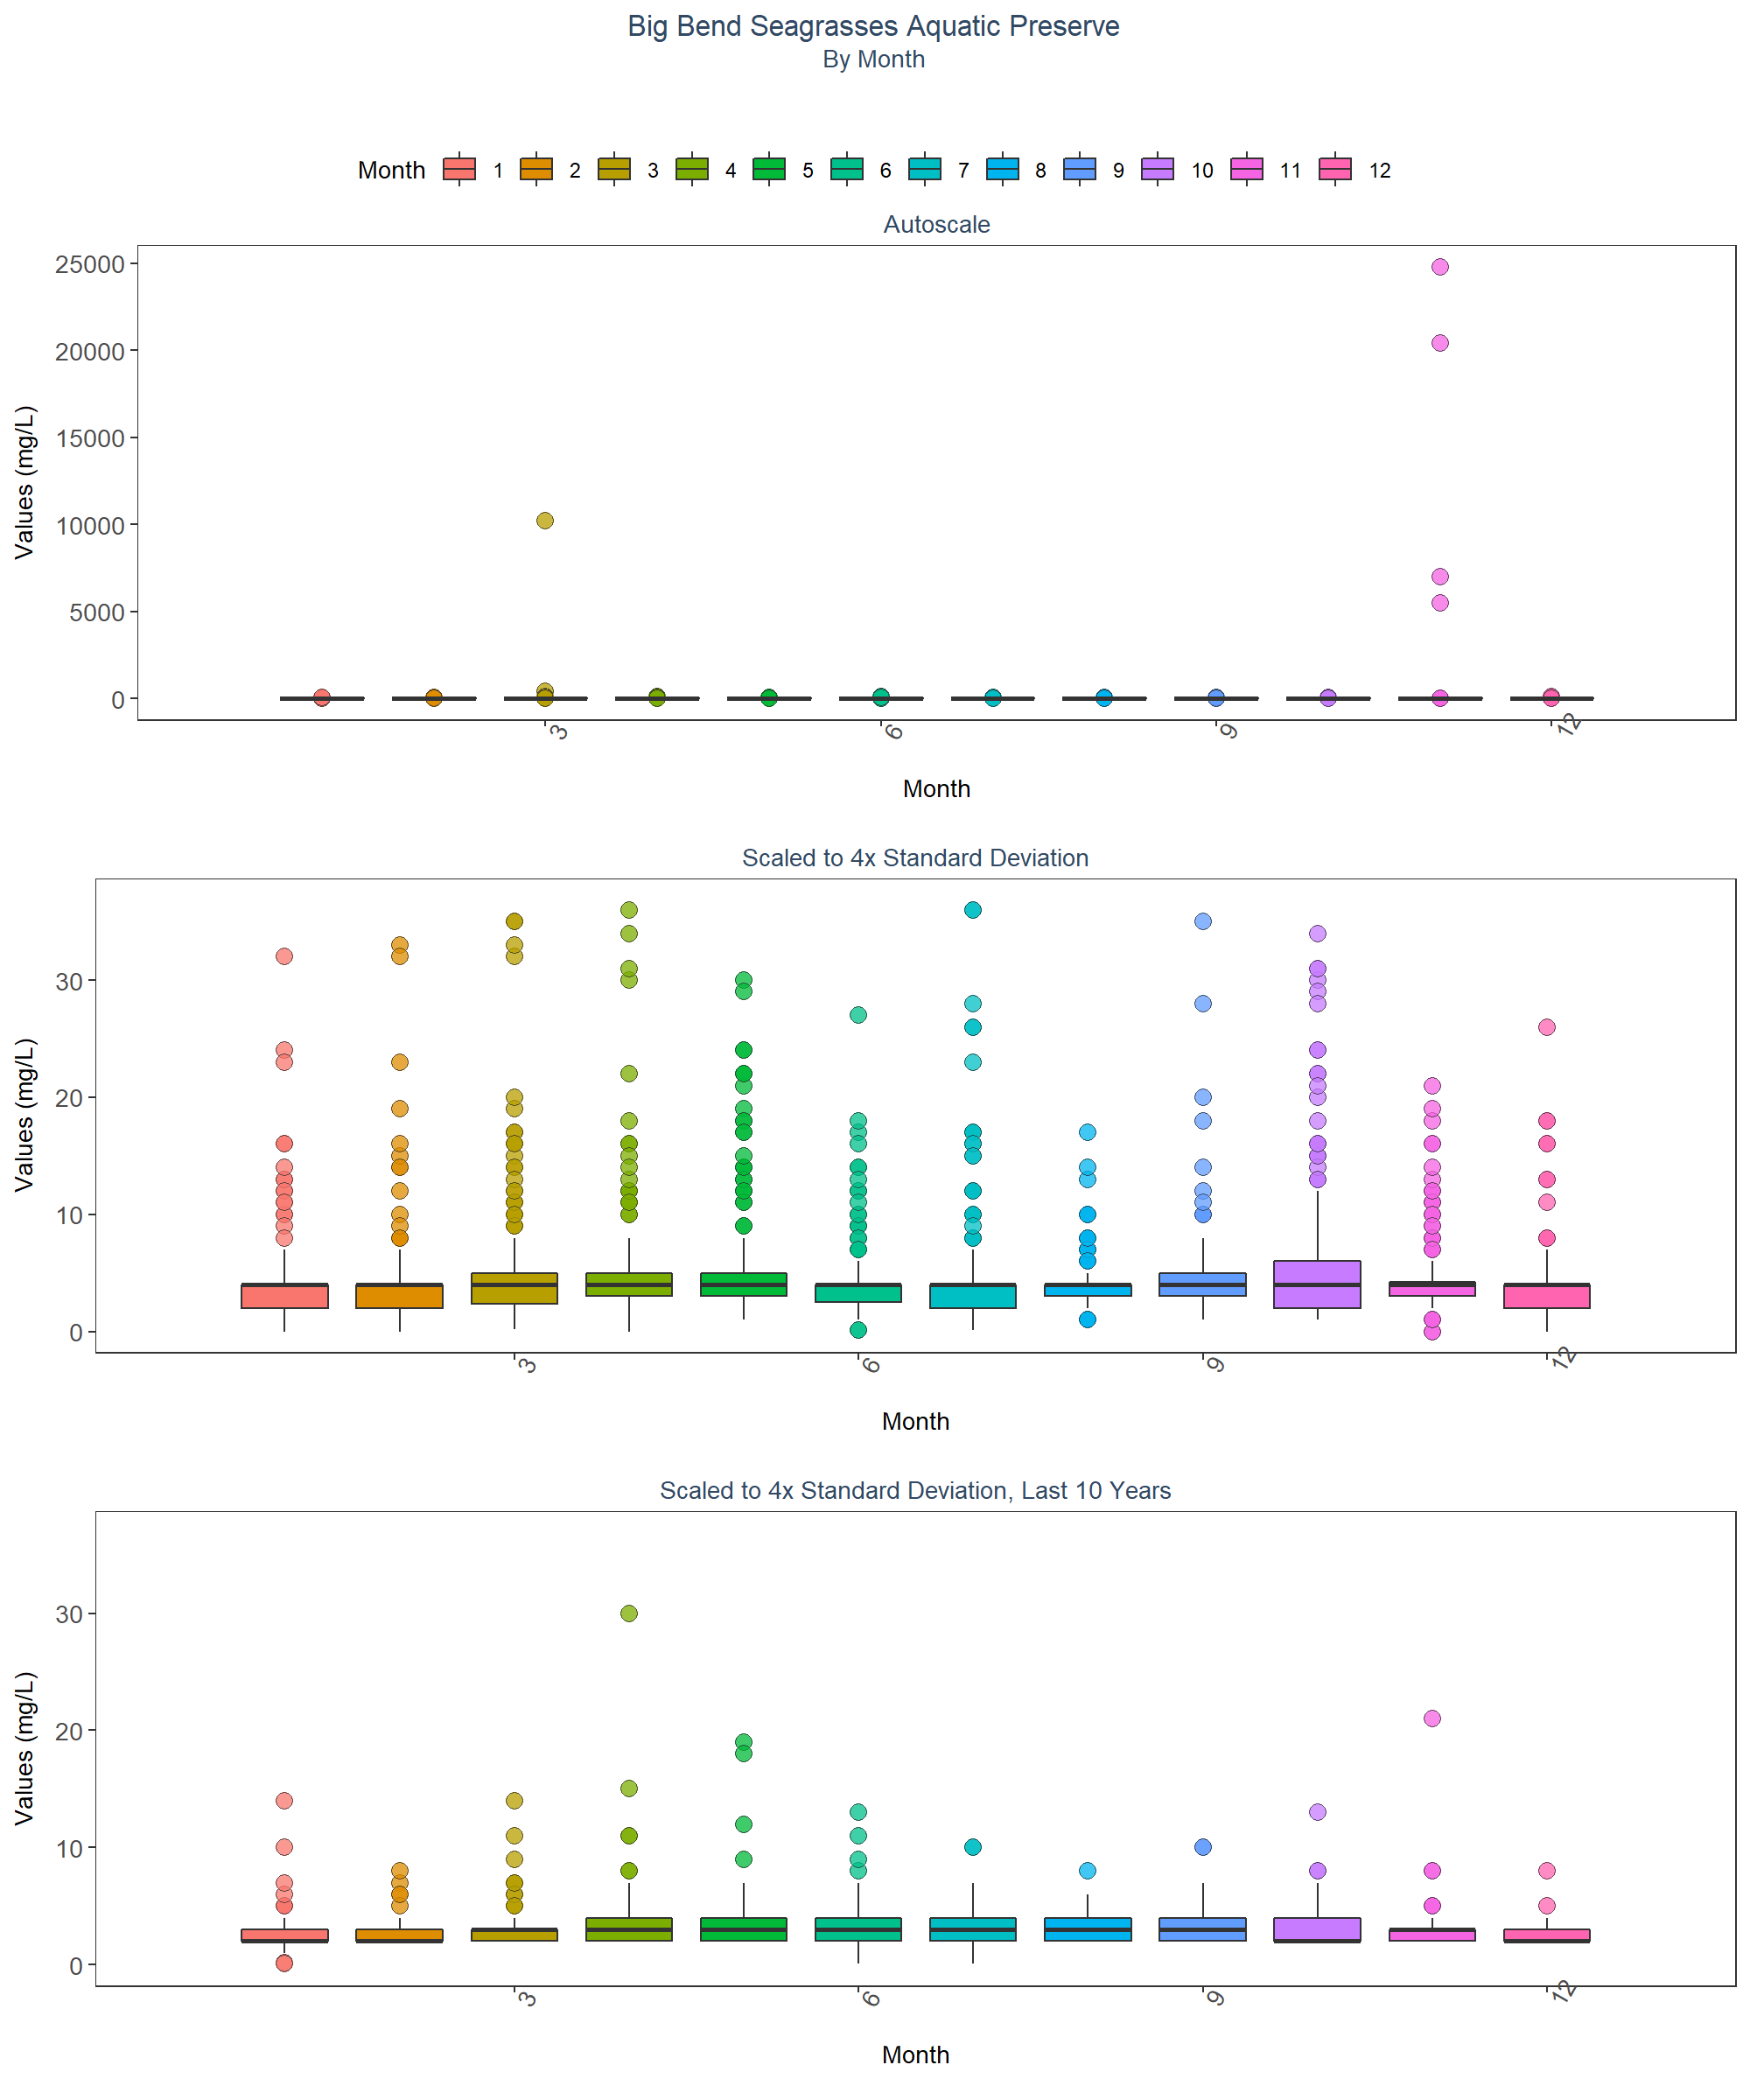 Big Bend Seagrasses Aquatic Preserve
By Month
Month 1 2 3 4 5 6 7 8 9 10 11 12
Autoscale
Values (mg/L)
25000
20000
15000
10000
5000
0
3 6 9 12
Month
Scaled to 4x Standard Deviation
Values (mg/L)
30
20
10
0
3 6 9 12
Month
Scaled to 4x Standard Deviation, Last 10 Years
Values (mg/L)
30
20
10
0
3 6 9 12
Month